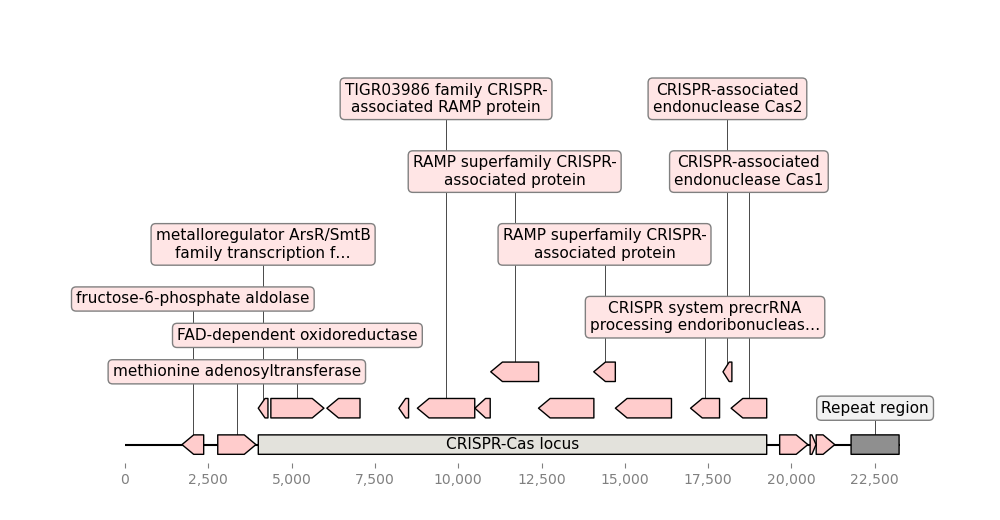 TIGR03986 family CRISPR-
associated RAMP protein
CRISPR-associated
endonuclease Cas2
RAMP superfamily CRISPR-
associated protein
CRISPR-associated
endonuclease Cas1
metalloregulator ArsR/SmtB
family transcription f…
RAMP superfamily CRISPR-
associated protein
fructose-6-phosphate aldolase
CRISPR system precrRNA
processing endoribonucleas…
FAD-dependent oxidoreductase
methionine adenosyltransferase
Repeat region
CRISPR-Cas locus
0 2,500 5,000 7,500 10,000 12,500 15,000 17,500 20,000 22,500